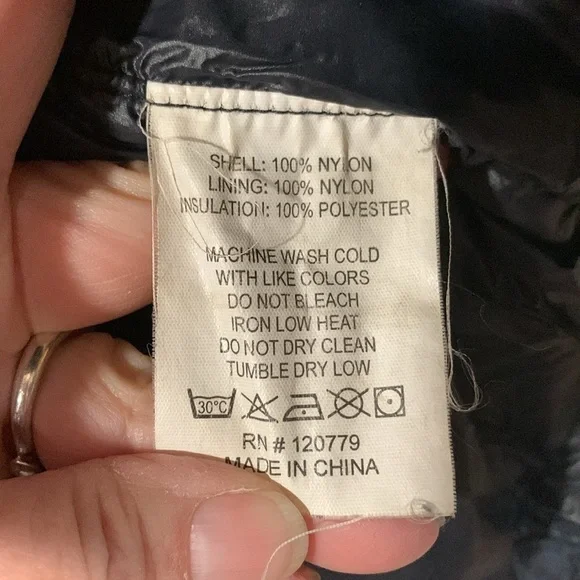 SHELL: 100% NYLON
LINING: 100% NYLON
INSULATION: 100% POLYESTER
MACHINE WASH COLD
WITH LIKE COLORS
DO NOT BLEACH
IRON LOW HEAT
DO NOT DRY CLEAN
TUMBLE DRY LOW
30°C
RN # 120779
MADE IN CHINA